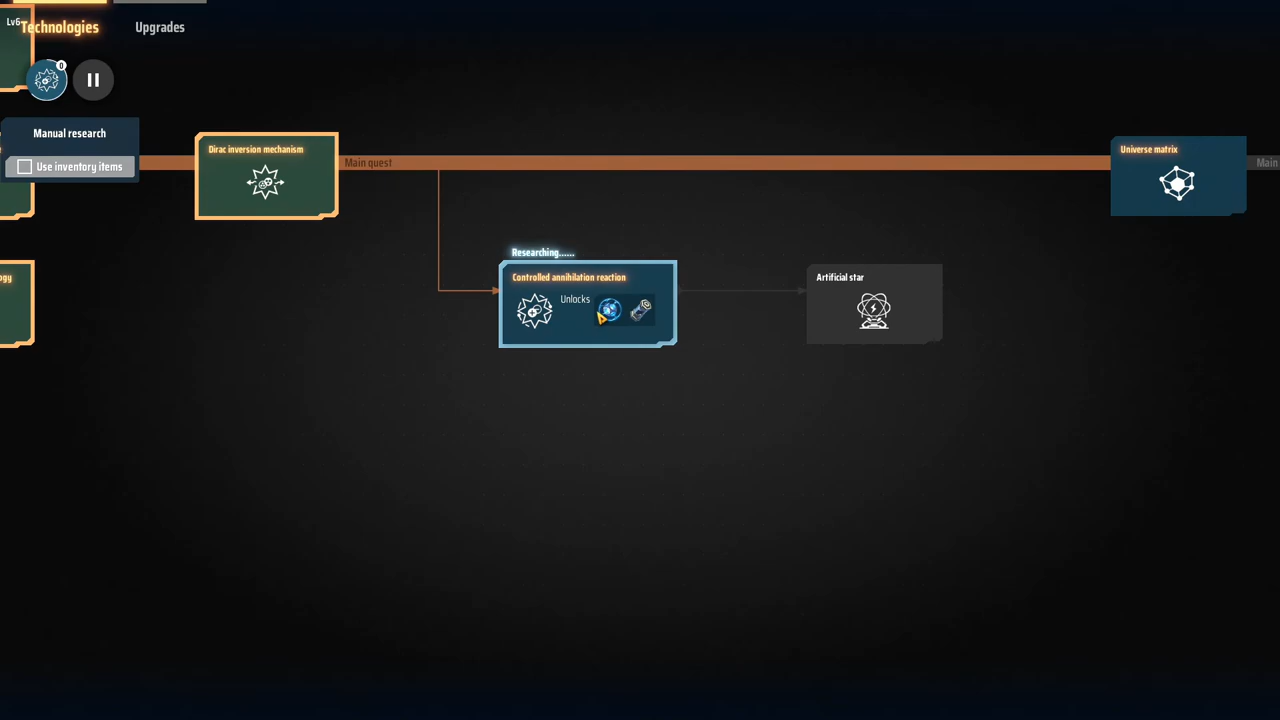 Lv6
Technologies
Upgrades
0
Manual research
Use inventory items
Dirac inversion mechanism
Main quest
Universe matrix
Main
Researching......
Controlled annihilation reaction
Unlocks
Artificial star
ogy